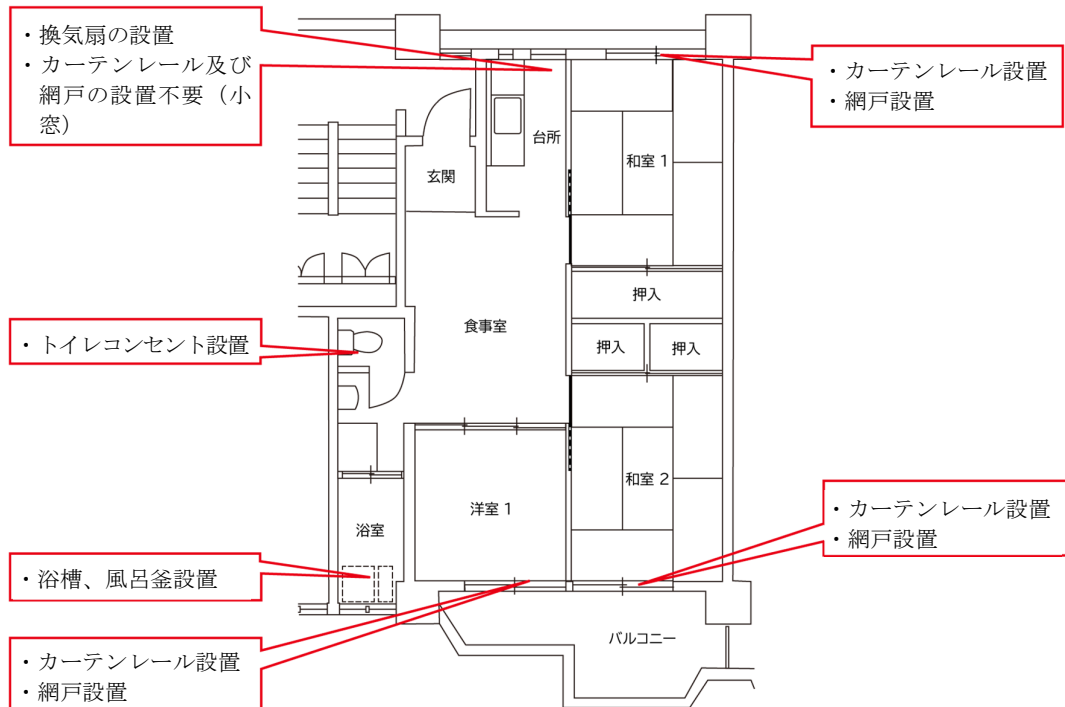 ・換気扇の設置
・カーテンレール及び
網戸の設置不要（小
窓）
・カーテンレール設置
・網戸設置
台所
和室 1
玄関
押入
食事室
押入
押入
・トイレコンセント設置
和室 2
洋室 1
浴室
・カーテンレール設置
・網戸設置
・浴槽、風呂釜設置
バルコニー
・カーテンレール設置
・網戸設置